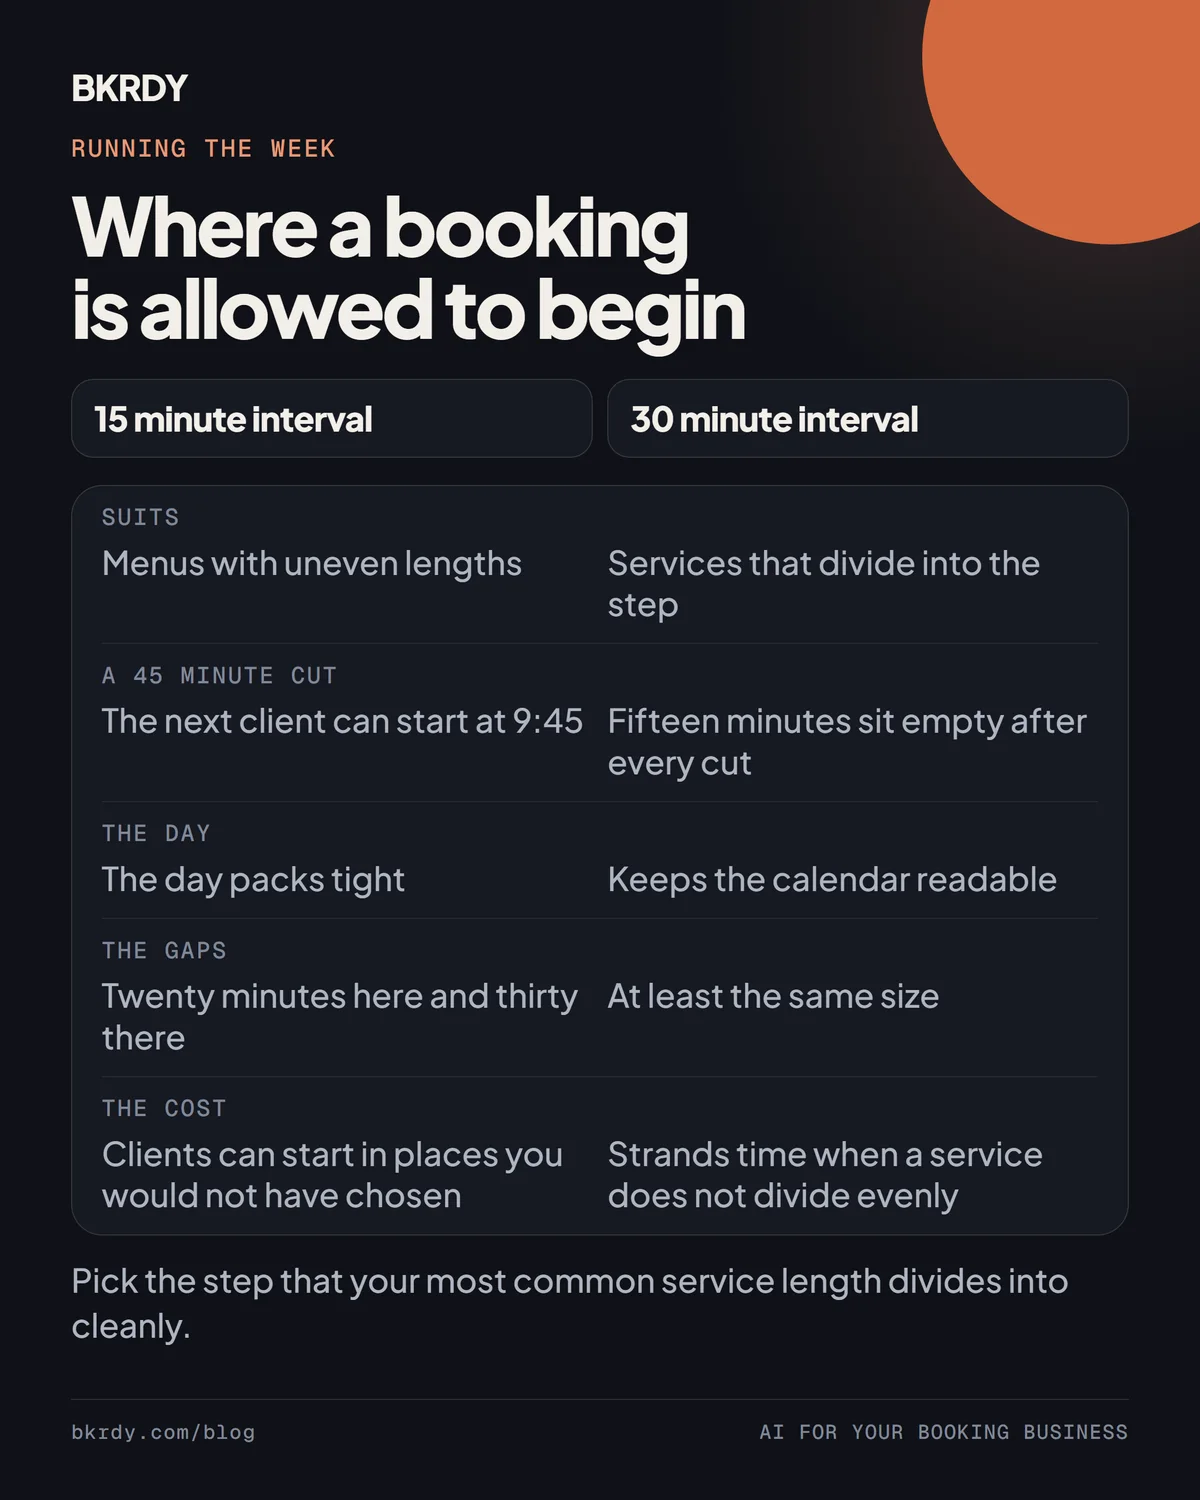 BKRDY
RUNNING THE WEEK
Where a booking
is allowed to begin
15 minute interval
30 minute interval
SUITS
Menus with uneven lengths
Services that divide into the
step
A 45 MINUTE CUT
The next client can start at 9:45
Fifteen minutes sit empty after
every cut
THE DAY
The day packs tight
Keeps the calendar readable
THE GAPS
Twenty minutes here and thirty
there
At least the same size
THE COST
Clients can start in places you
would not have chosen
Strands time when a service
does not divide evenly
Pick the step that your most common service length divides into
cleanly.
bkrdy.com/blog
AI FOR YOUR BOOKING BUSINESS